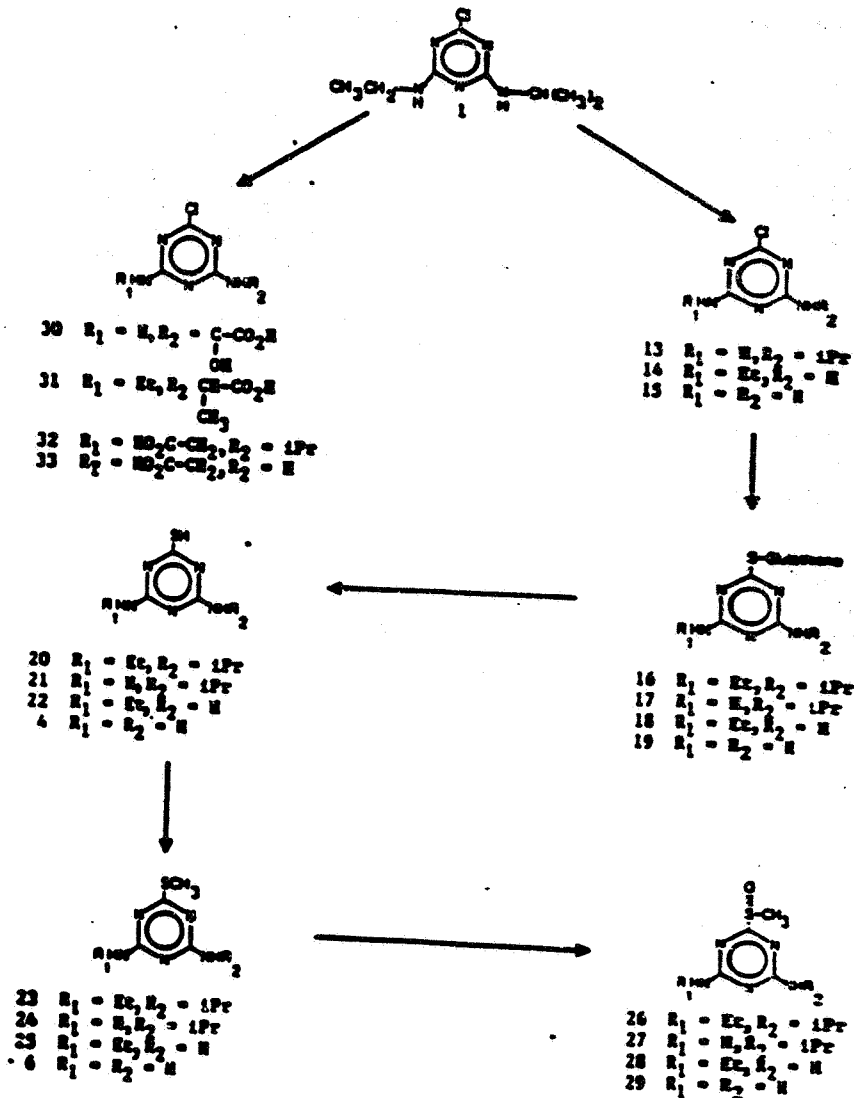 Cl
N N
CH3CH2 N N N CH(CH3)2
H H
1
Cl
N N
R1HN N NHR2
30 R1 = H, R2 = C-CO2H
OH
31 R1 = Et, R2 CH-CO2H
CH3
32 R1 = HO2C-CH2, R2 = iPr
33 R1 = HO2C-CH2, R2 = H
Cl
N N
R1HN N NHR2
13 R1 = H, R2 = iPr
14 R1 = Et, R2 = H
15 R1 = R2 = H
SH
N N
R1HN N NHR2
20 R1 = Et, R2 = iPr
21 R1 = H, R2 = iPr
22 R1 = Et, R2 = H
4 R1 = R2 = H
S-Glutathione
N N
R1HN N NHR2
16 R1 = Et, R2 = iPr
17 R1 = H, R2 = iPr
18 R1 = Et, R2 = H
19 R1 = R2 = H
SCH3
N N
R1HN N NHR2
23 R1 = Et, R2 = iPr
24 R1 = H, R2 = iPr
25 R1 = Et, R2 = H
6 R1 = R2 = H
O
S-CH3
N N
R1HN N NHR2
26 R1 = Et, R2 = iPr
27 R1 = H, R2 = iPr
28 R1 = Et, R2 = H
29 R1 = R2 = H